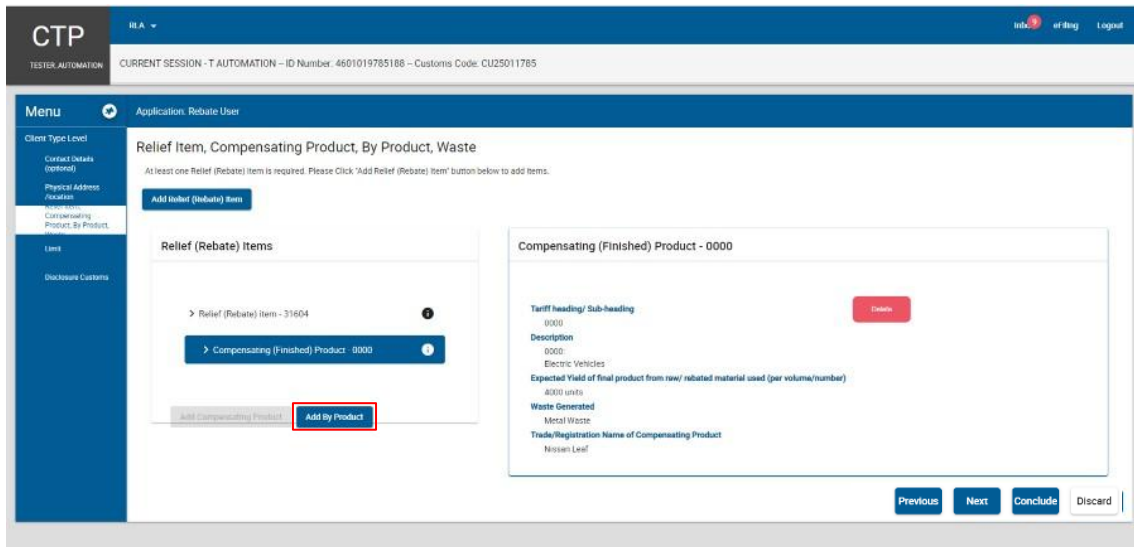 CTP
TESTER.AUTOMATION
RLA
9
eFiling
Logout
CURRENT SESSION - T AUTOMATION – ID Number: 4601019785188 – Customs Code: CU25011785
Menu
Application: Rebate User
Client Type Level
Contact Details
(optional)
Physical Address
/location
Compensating
Product, By Product,
Limit
Disclosure Customs
Relief Item, Compensating Product, By Product, Waste
At least one Relief (Rebate) Item is required. Please Click "Add Relief (Rebate) Item" button below to add items.
Add Relief (Rebate) Item
Relief (Rebate) Items
Relief (Rebate) item - 31604
Compensating (Finished) Product - 0000
Add Compensating Product
Add By Product
Compensating (Finished) Product - 0000
Tariff heading/ Sub-heading
0000
Delete
Description
0000:
Electric Vehicles
Expected Yield of final product from raw/ rebated material used (per volume/number)
4000 units
Waste Generated
Metal Waste
Trade/Registration Name of Compensating Product
Nissan Leaf
Previous
Next
Conclude
Discard